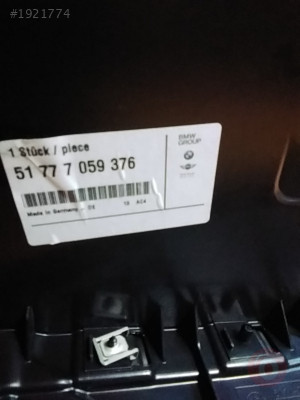 #1921774
1 Stück / piece
51 77 7 059 376
BMW
GROUP
Made in Germany